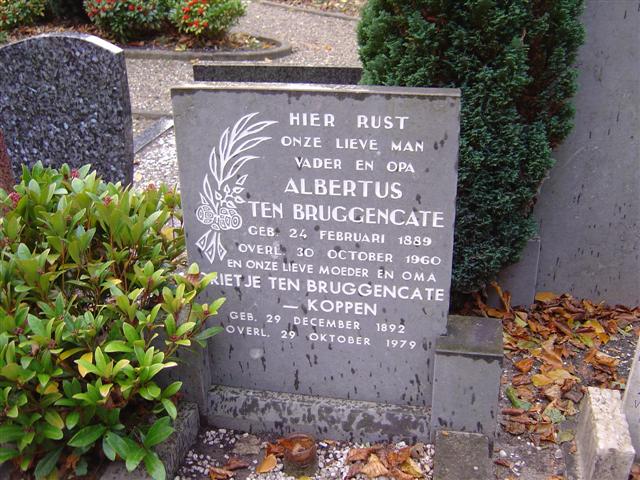 HIER RUST
ONZE LIEVE MAN
VADER EN OPA
ALBERTUS
TEN BRUGGENCATE
GEB. 24 FEBRUARI 1889
OVERL. 30 OCTOBER 1960
EN ONZE LIEVE MOEDER EN OMA
RIETJE TEN BRUGGENCATE
— KOPPEN
GEB. 29 DECEMBER 1892
OVERL. 29 OKTOBER 1979